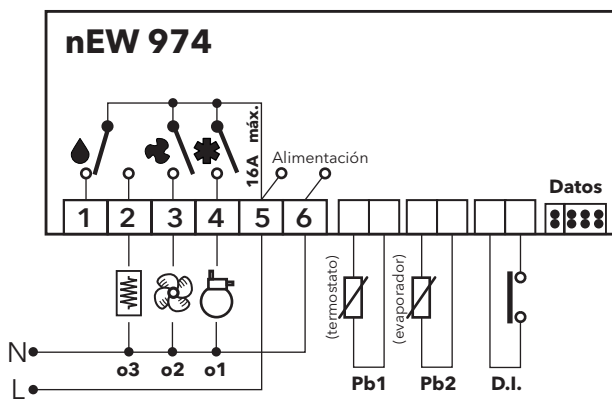 nEW 974
16A máx.
Alimentación
Datos
1 2 3 4 5 6
(termostato)
(evaporador)
N
o3 o2 o1
L
Pb1 Pb2 D.I.